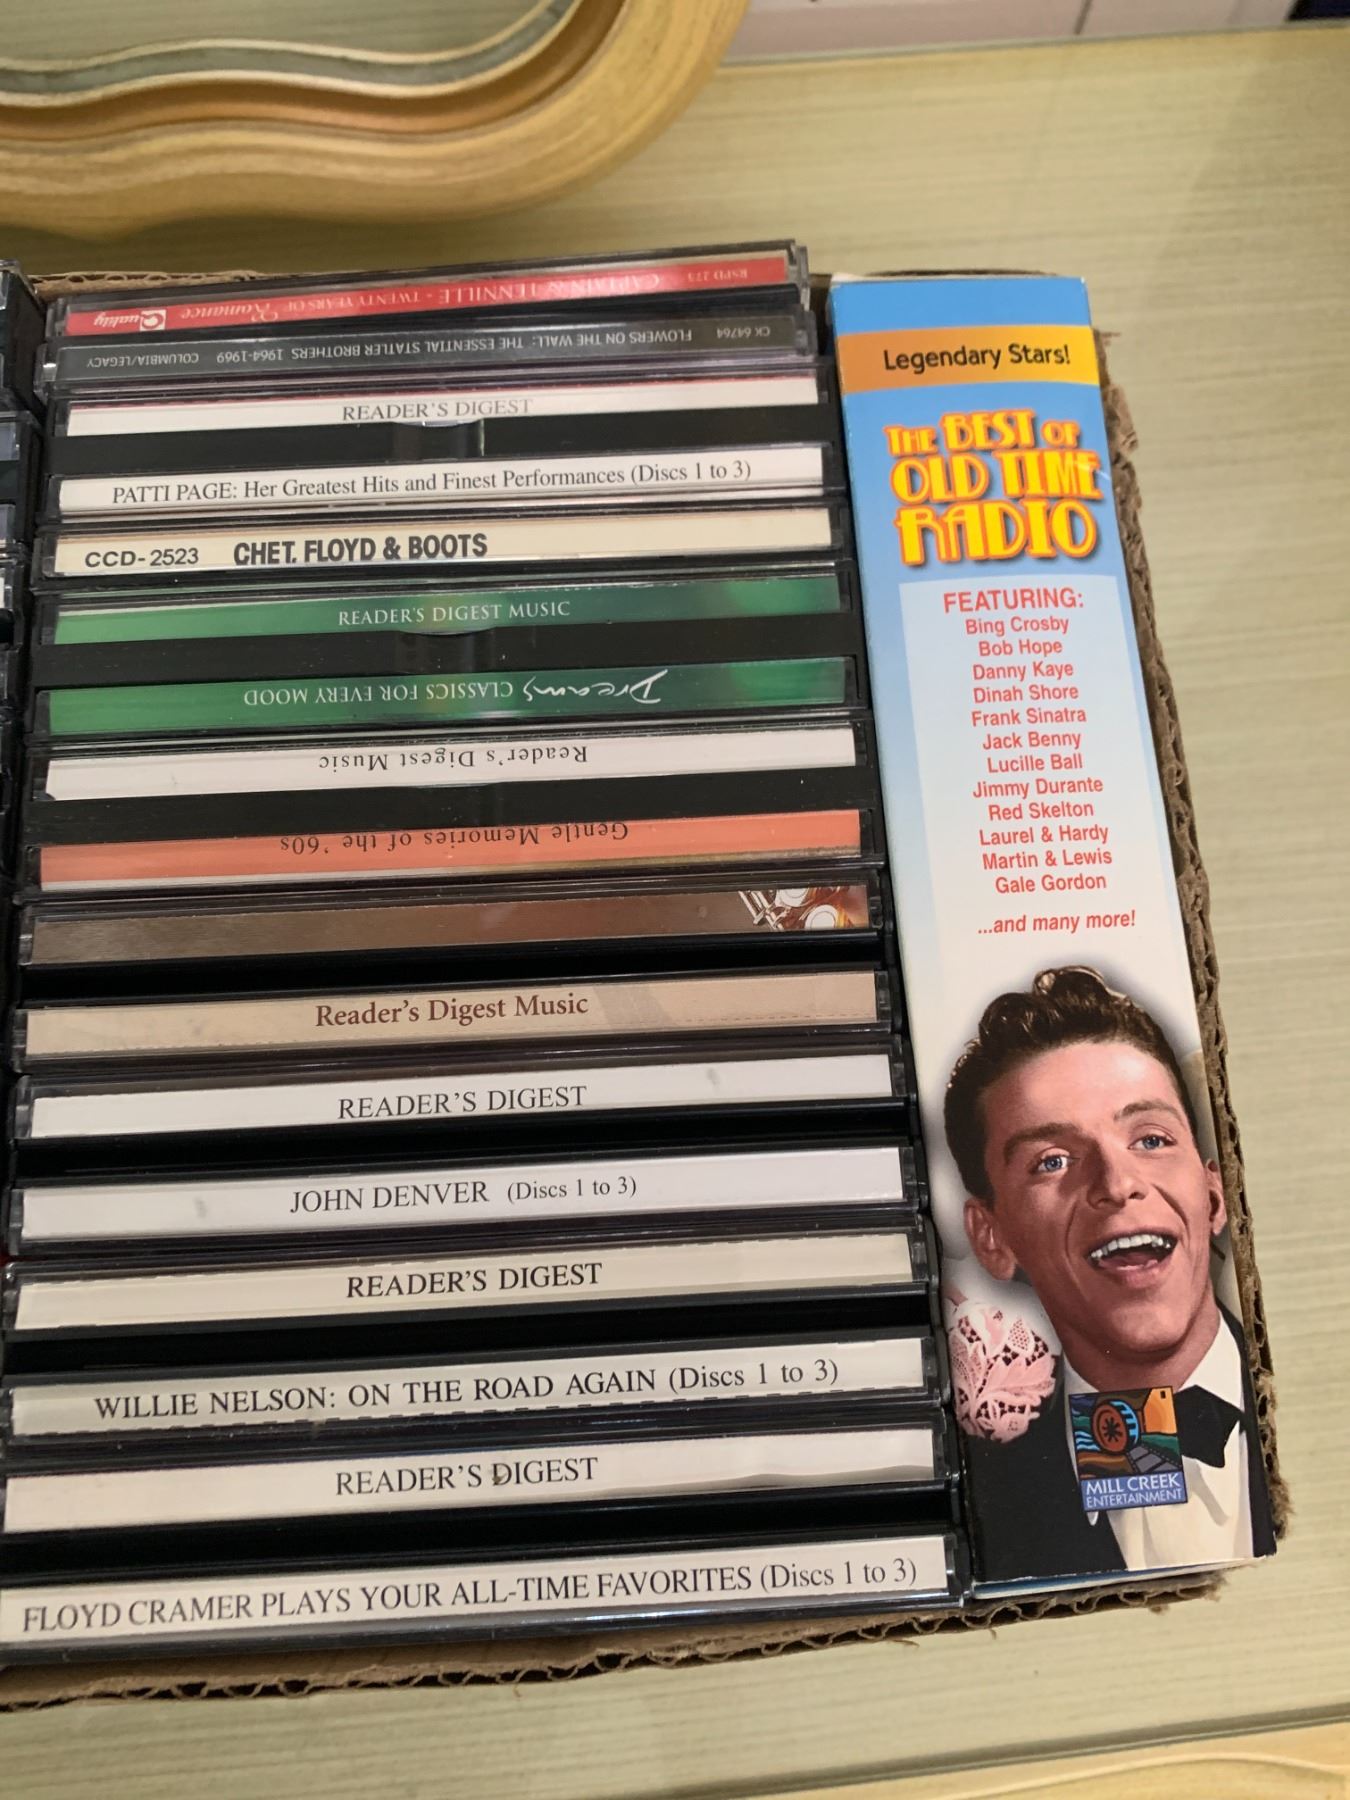 RSPD 273 CAPTAIN & TENNILLE - TWENTY YEARS OF Romance Quality
CK 64764 FLOWERS ON THE WALL: THE ESSENTIAL STATLER BROTHERS 1964-1969 COLUMBIA/LEGACY
READER'S DIGEST
PATTI PAGE: Her Greatest Hits and Finest Performances (Discs 1 to 3)
CCD-2523 CHET, FLOYD & BOOTS
READER'S DIGEST MUSIC
Dreams CLASSICS FOR EVERY MOOD
Reader's Digest Music
Gentle Memories of the '60s
Reader's Digest Music
READER'S DIGEST
JOHN DENVER (Discs 1 to 3)
READER'S DIGEST
WILLIE NELSON: ON THE ROAD AGAIN (Discs 1 to 3)
READER'S DIGEST
FLOYD CRAMER PLAYS YOUR ALL-TIME FAVORITES (Discs 1 to 3)
Legendary Stars!
THE BEST OF
OLD TIME
RADIO
FEATURING:
Bing Crosby
Bob Hope
Danny Kaye
Dinah Shore
Frank Sinatra
Jack Benny
Lucille Ball
Jimmy Durante
Red Skelton
Laurel & Hardy
Martin & Lewis
Gale Gordon
...and many more!
MILL CREEK
ENTERTAINMENT